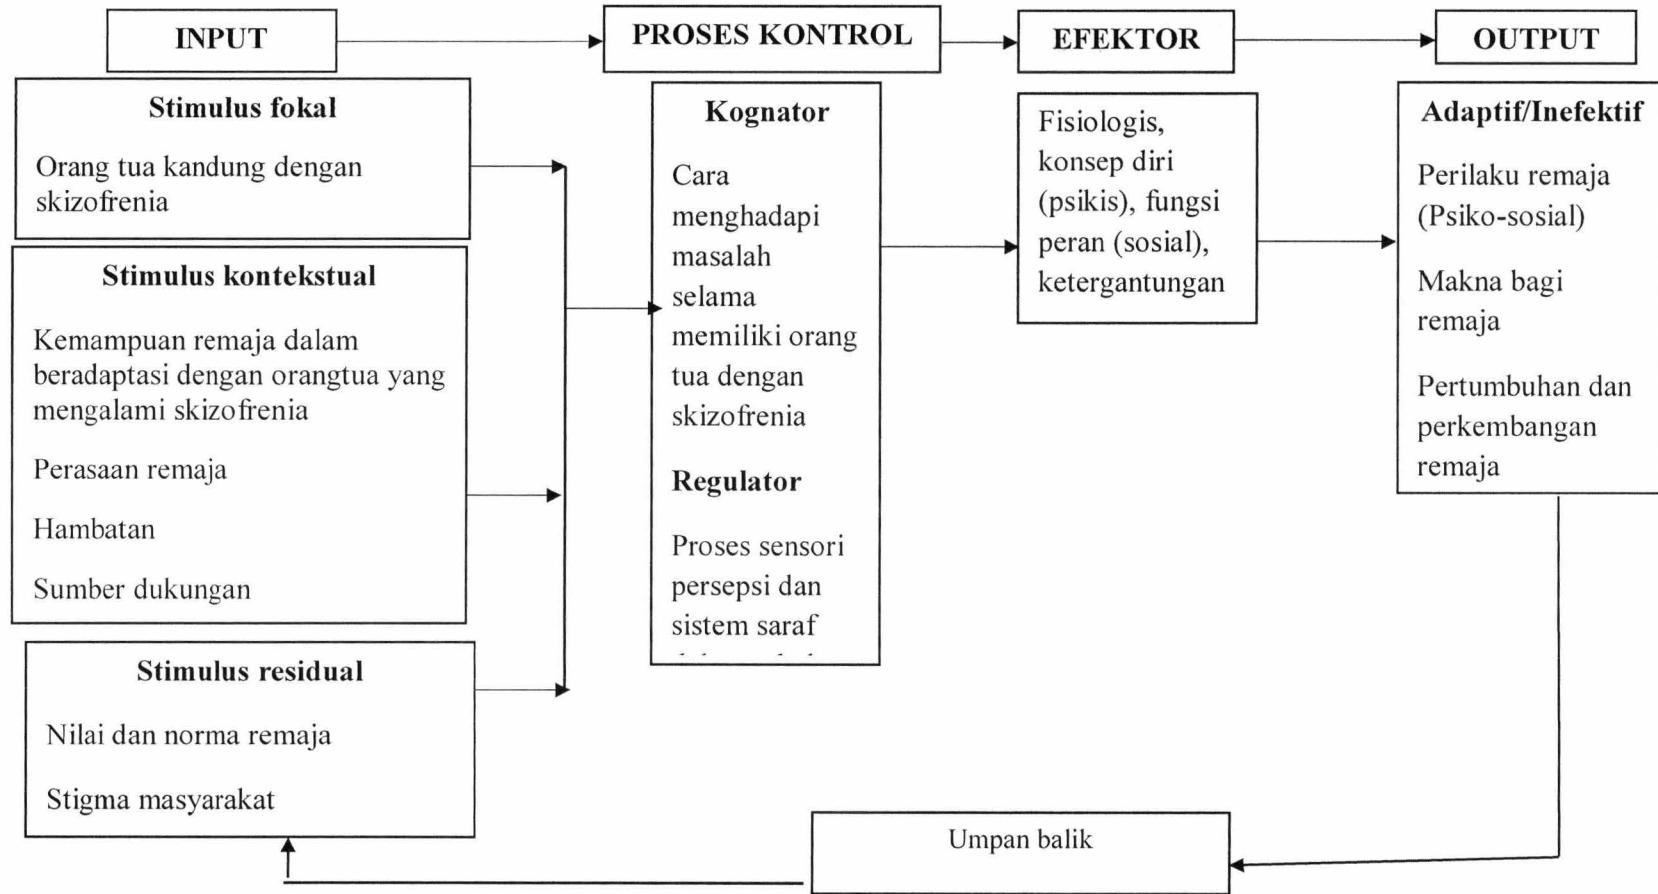 INPUT
PROSES KONTROL
EFEKTOR
OUTPUT
Stimulus fokal
Orang tua kandung dengan
skizofrenia
Stimulus kontekstual
Kemampuan remaja dalam
beradaptasi dengan orangtua yang
mengalami skizofrenia
Perasaan remaja
Hambatan
Sumber dukungan
Stimulus residual
Nilai dan norma remaja
Stigma masyarakat
Kognator
Cara
menghadapi
masalah
selama
memiliki orang
tua dengan
skizofrenia
Regulator
Proses sensori
persepsi dan
sistem saraf
Fisiologis,
konsep diri
(psikis), fungsi
peran (sosial),
ketergantungan
Adaptif/Inefektif
Perilaku remaja
(Psiko-sosial)
Makna bagi
remaja
Pertumbuhan dan
perkembangan
remaja
Umpan balik